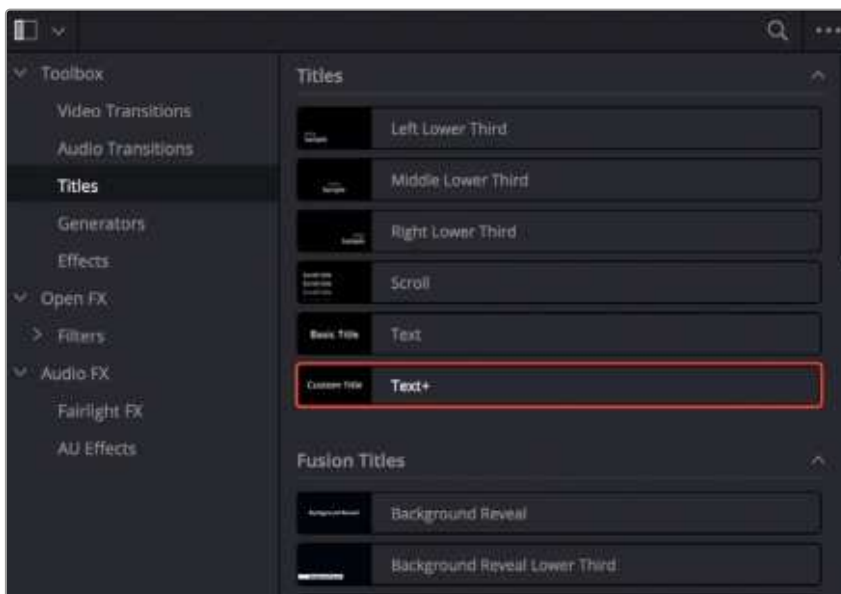 Toolbox
Video Transitions
Audio Transitions
Titles
Generators
Effects
Open FX
Filters
Audio FX
Fairlight FX
AU Effects
Titles
Left Lower Third
Middle Lower Third
Right Lower Third
Scroll
Basic Title
Text
Custom Title
Text+
Fusion Titles
Background Reveal
Background Reveal
Background Reveal Lower Third